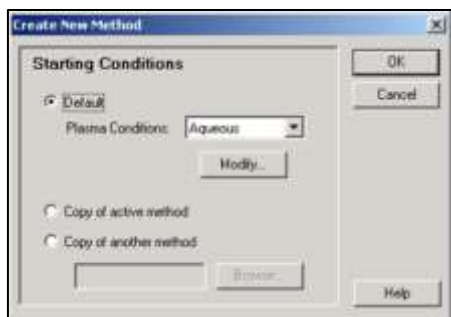 Create New Method
Starting Conditions
OK
Default
Cancel
Plasma Conditions: Aqueous
Modify...
Copy of active method
Copy of another method
Browse...
Help